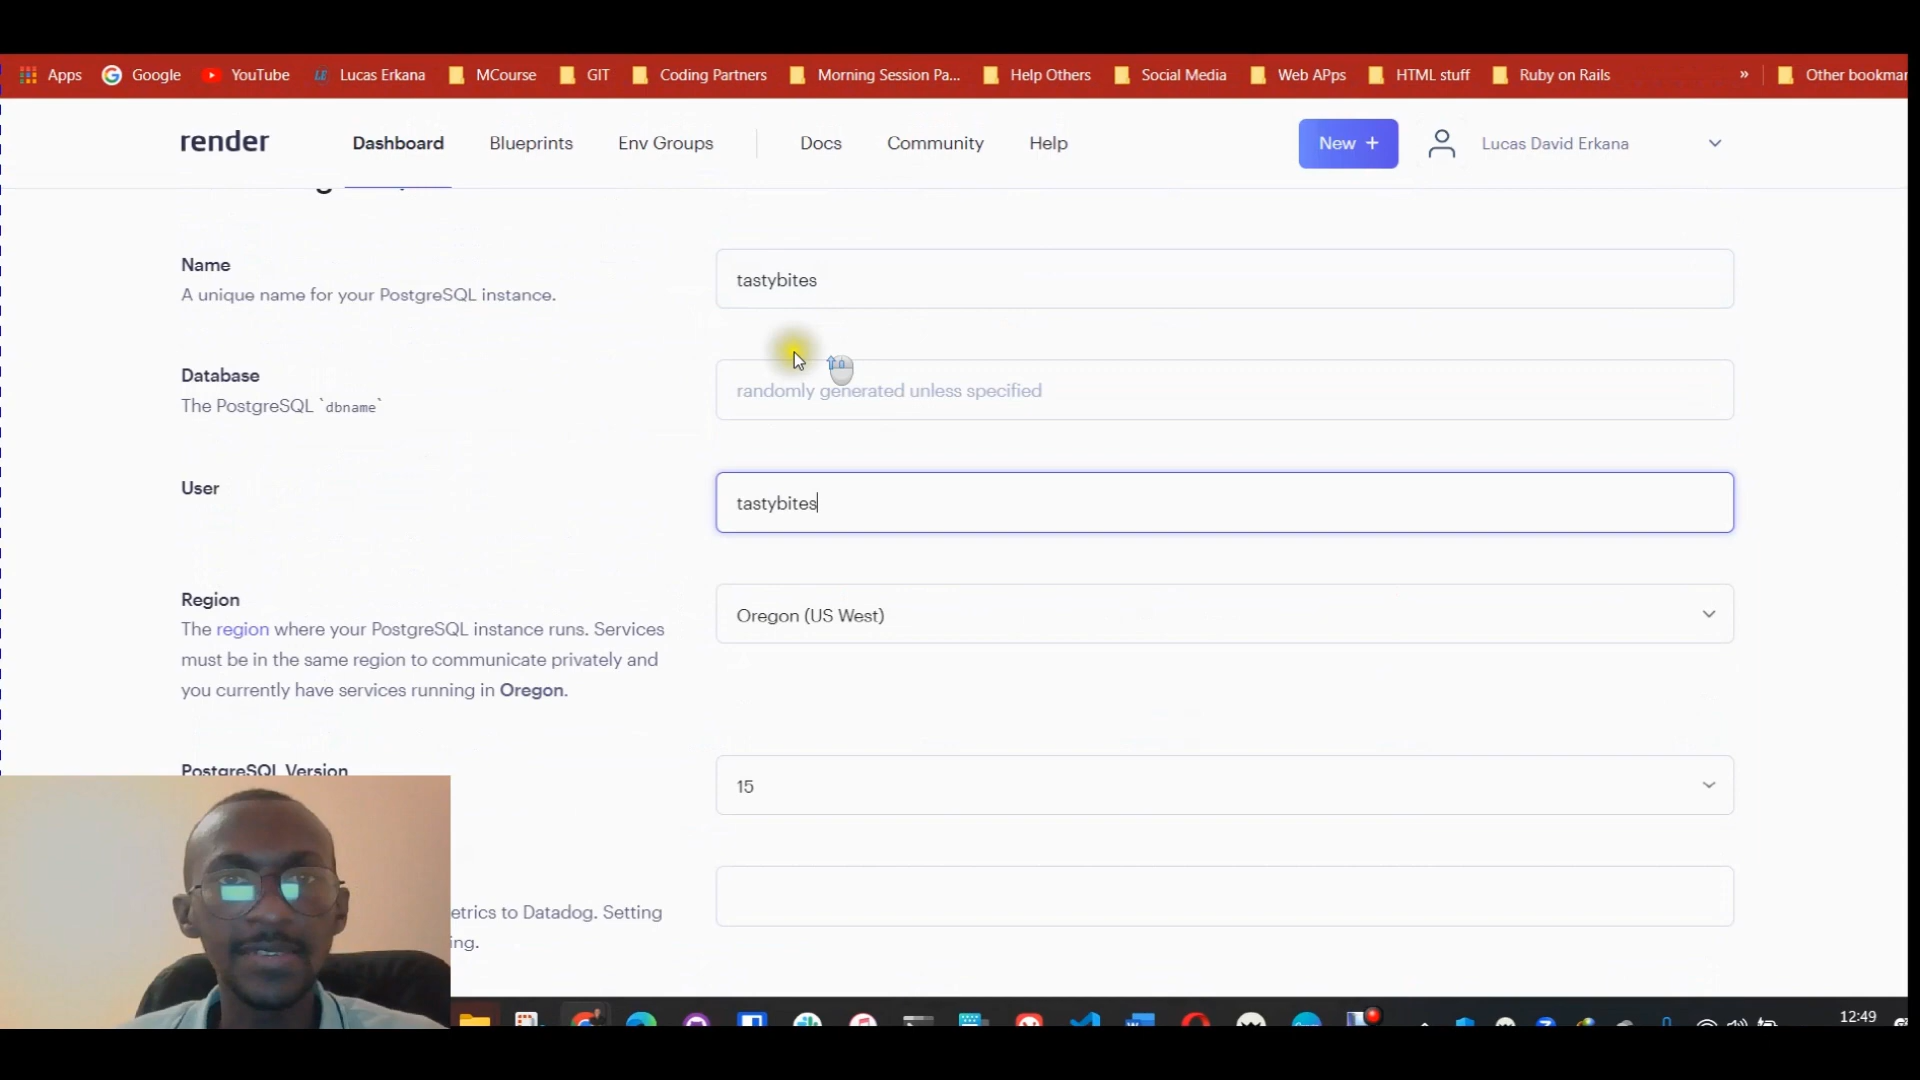 Apps Google YouTube Lucas Erkana MCourse GIT Coding Partners Morning Session Pa... Help Others Social Media Web APps HTML stuff Ruby on Rails » Other bookmar
render Dashboard Blueprints Env Groups Docs Community Help New + Lucas David Erkana
Name
A unique name for your PostgreSQL instance.
tastybites
Database
The PostgreSQL `dbname`
randomly generated unless specified
User
tastybites
Region
The region where your PostgreSQL instance runs. Services
must be in the same region to communicate privately and
you currently have services running in Oregon.
Oregon (US West)
PostgreSQL Version
15
etrics to Datadog. Setting
ing.
12:49